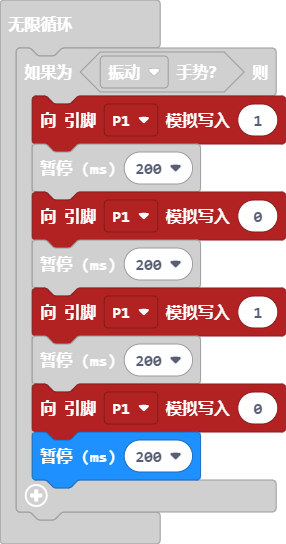 无限循环
如果为 振动 手势？ 则
向 引脚 P1 模拟写入 1
暂停 (ms) 200
向 引脚 P1 模拟写入 0
暂停 (ms) 200
向 引脚 P1 模拟写入 1
暂停 (ms) 200
向 引脚 P1 模拟写入 0
暂停 (ms) 200